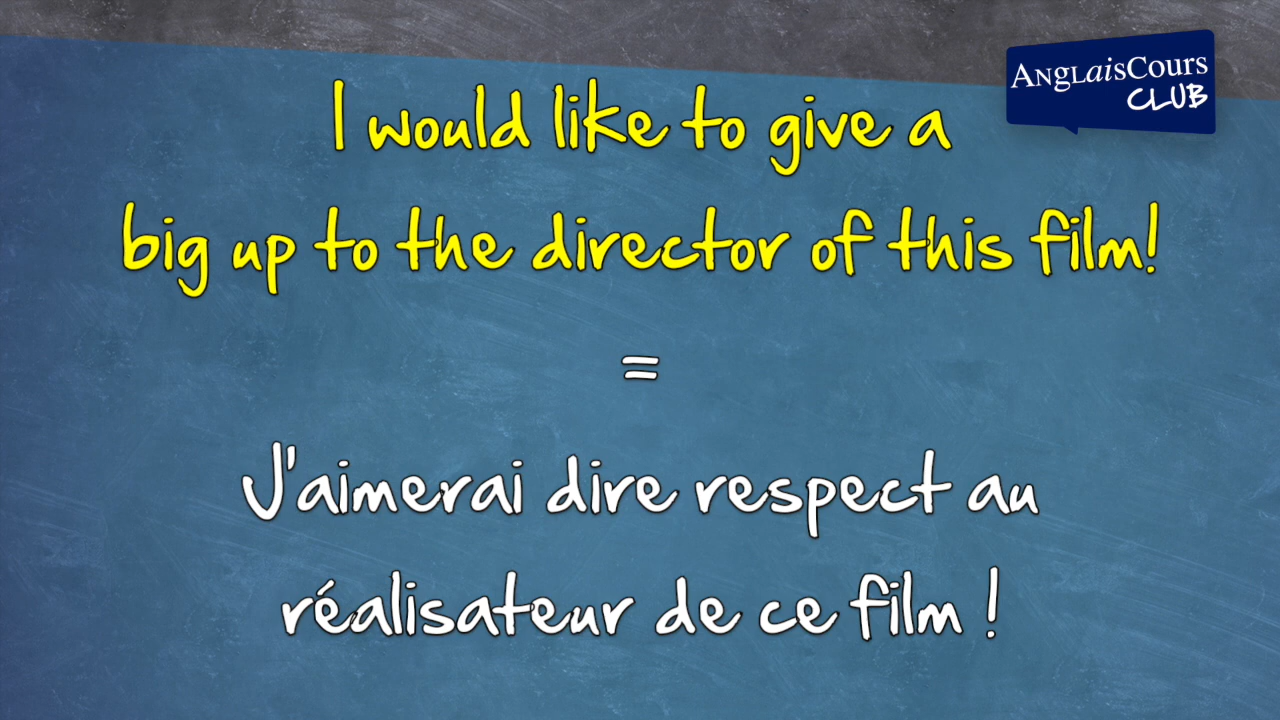 AnglaisCours
CLUB
I would like to give a
big up to the director of this film!
=
J'aimerai dire respect au
réalisateur de ce film !